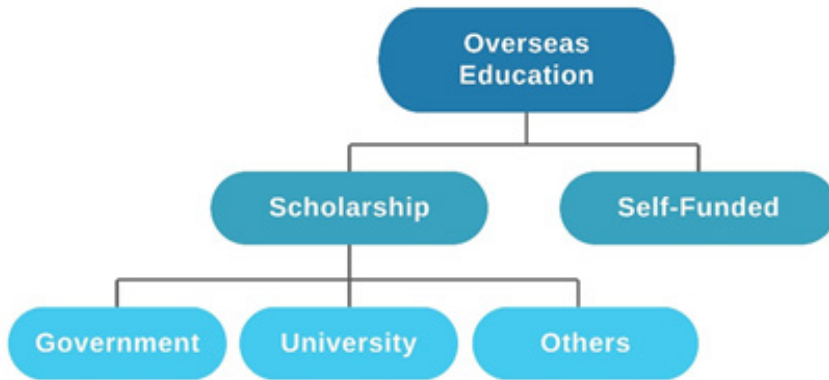 Overseas
Education
Scholarship
Self-Funded
Government
University
Others